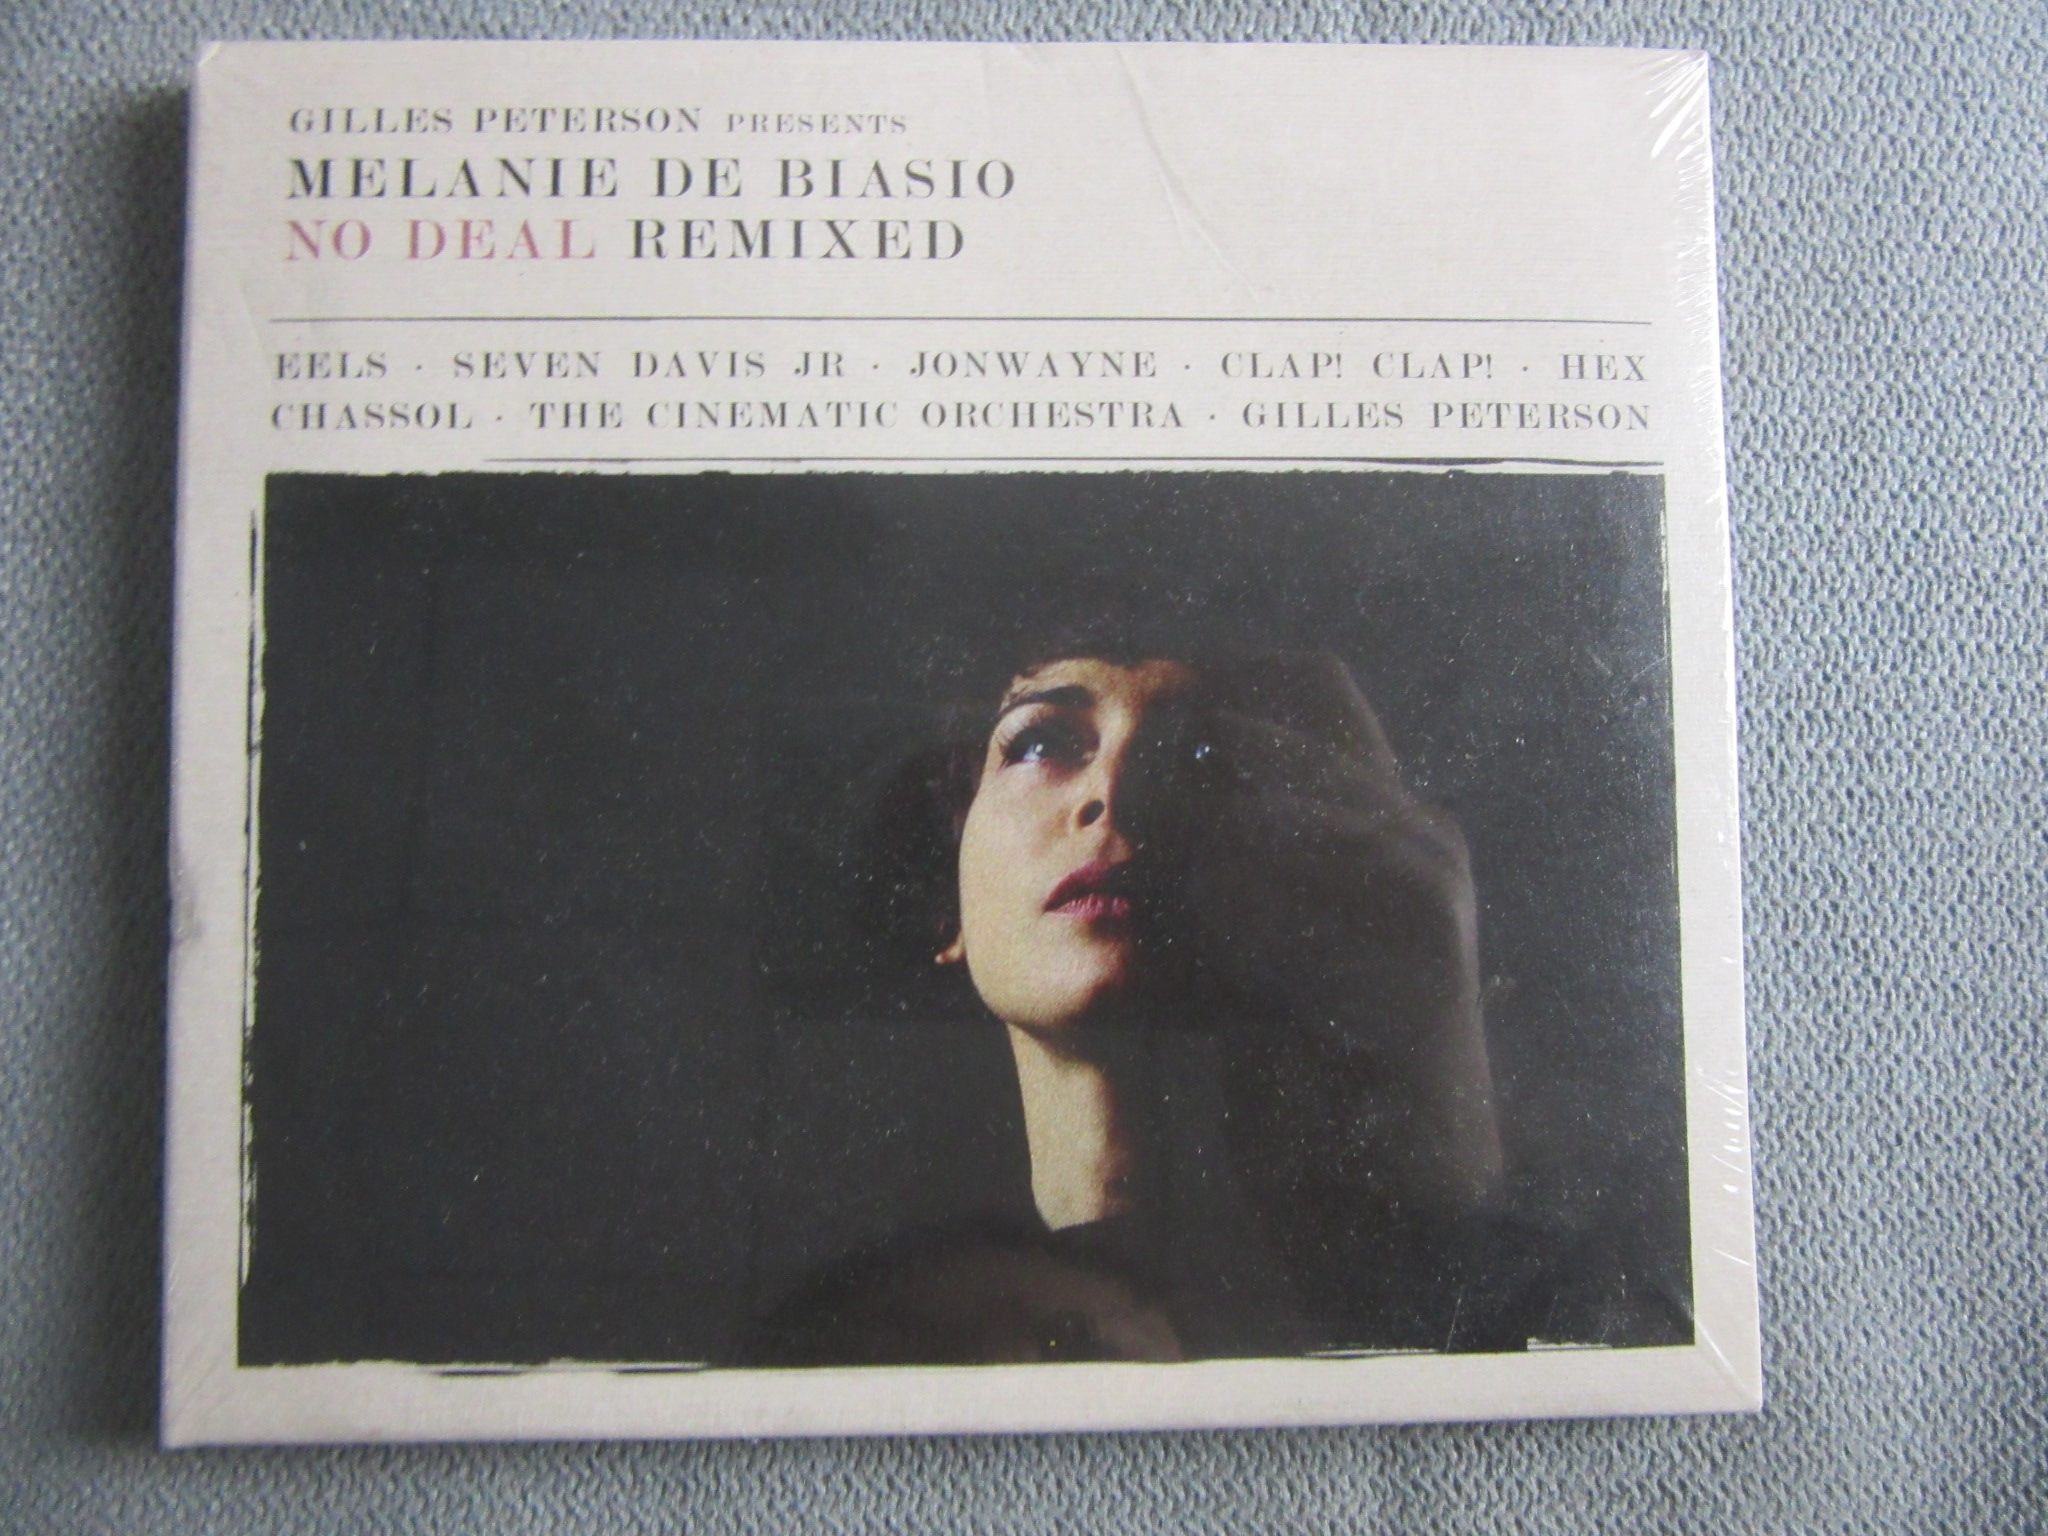 GILLES PETERSON PRESENTS
MELANIE DE BIASIO
NO DEAL REMIXED
EELS · SEVEN DAVIS JR · JONWAYNE · CLAP! CLAP! · HEX
CHASSOL · THE CINEMATIC ORCHESTRA · GILLES PETERSON